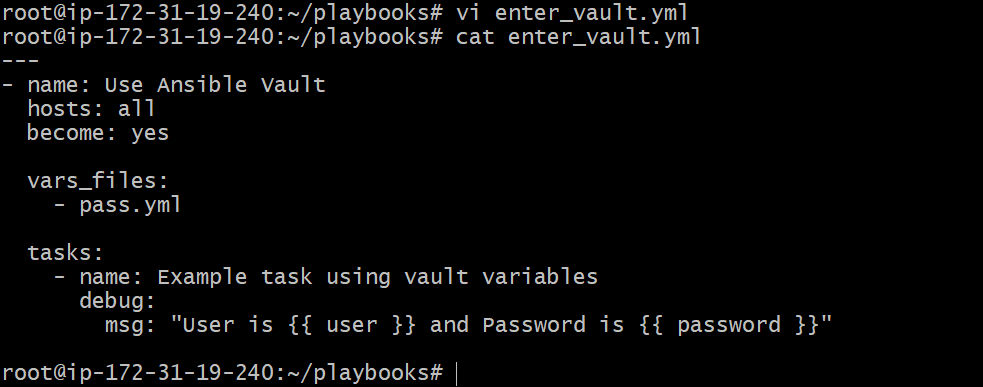 root@ip-172-31-19-240:~/playbooks# vi enter_vault.yml
root@ip-172-31-19-240:~/playbooks# cat enter_vault.yml
---
- name: Use Ansible Vault
  hosts: all
  become: yes

  vars_files:
    - pass.yml

  tasks:
    - name: Example task using vault variables
      debug:
        msg: "User is {{ user }} and Password is {{ password }}"

root@ip-172-31-19-240:~/playbooks#